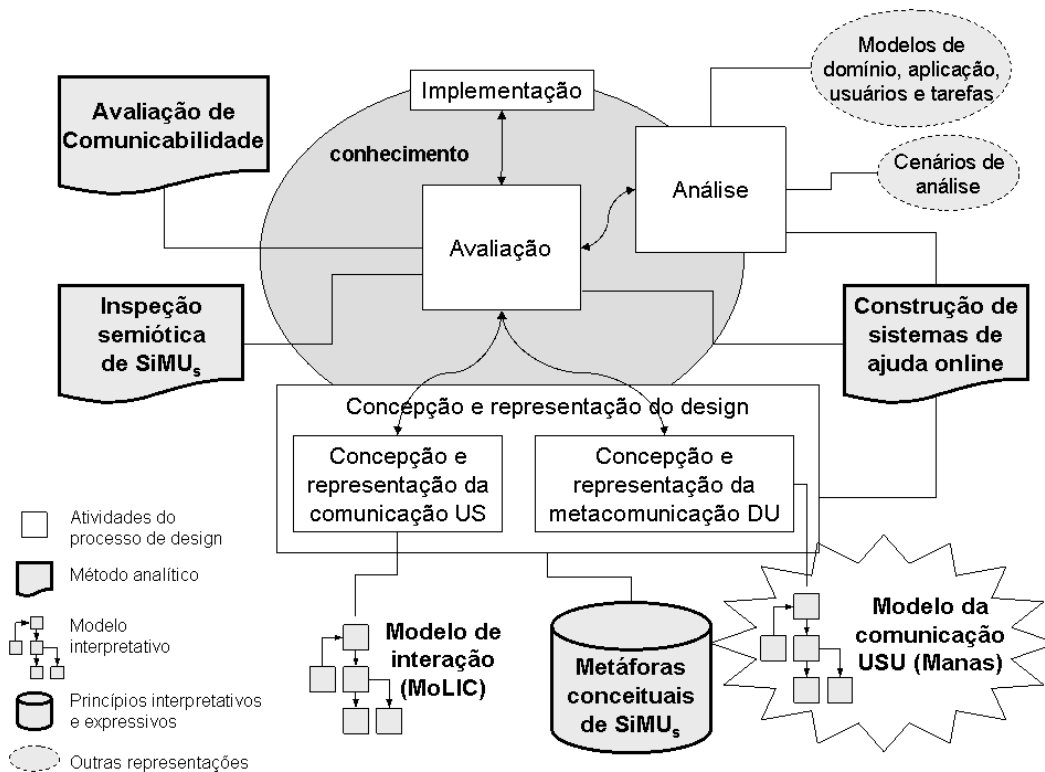 Modelos de
domínio, aplicação,
usuários e tarefas
Implementação
Avaliação de
Comunicabilidade
conhecimento
Análise
Cenários de
análise
Avaliação
Inspeção
semiótica
de SiMUs
Construção de
sistemas de
ajuda online
Concepção e representação do design
Concepção e
representação da
comunicação US
Concepção e
representação da
metacomunicação DU
Atividades do
processo de design
Método analítico
Modelo
interpretativo
Princípios interpretativos
e expressivos
Outras representações
Modelo de
interação
(MoLIC)
Metáforas
conceituais
de SiMUs
Modelo da
comunicação
USU (Manas)